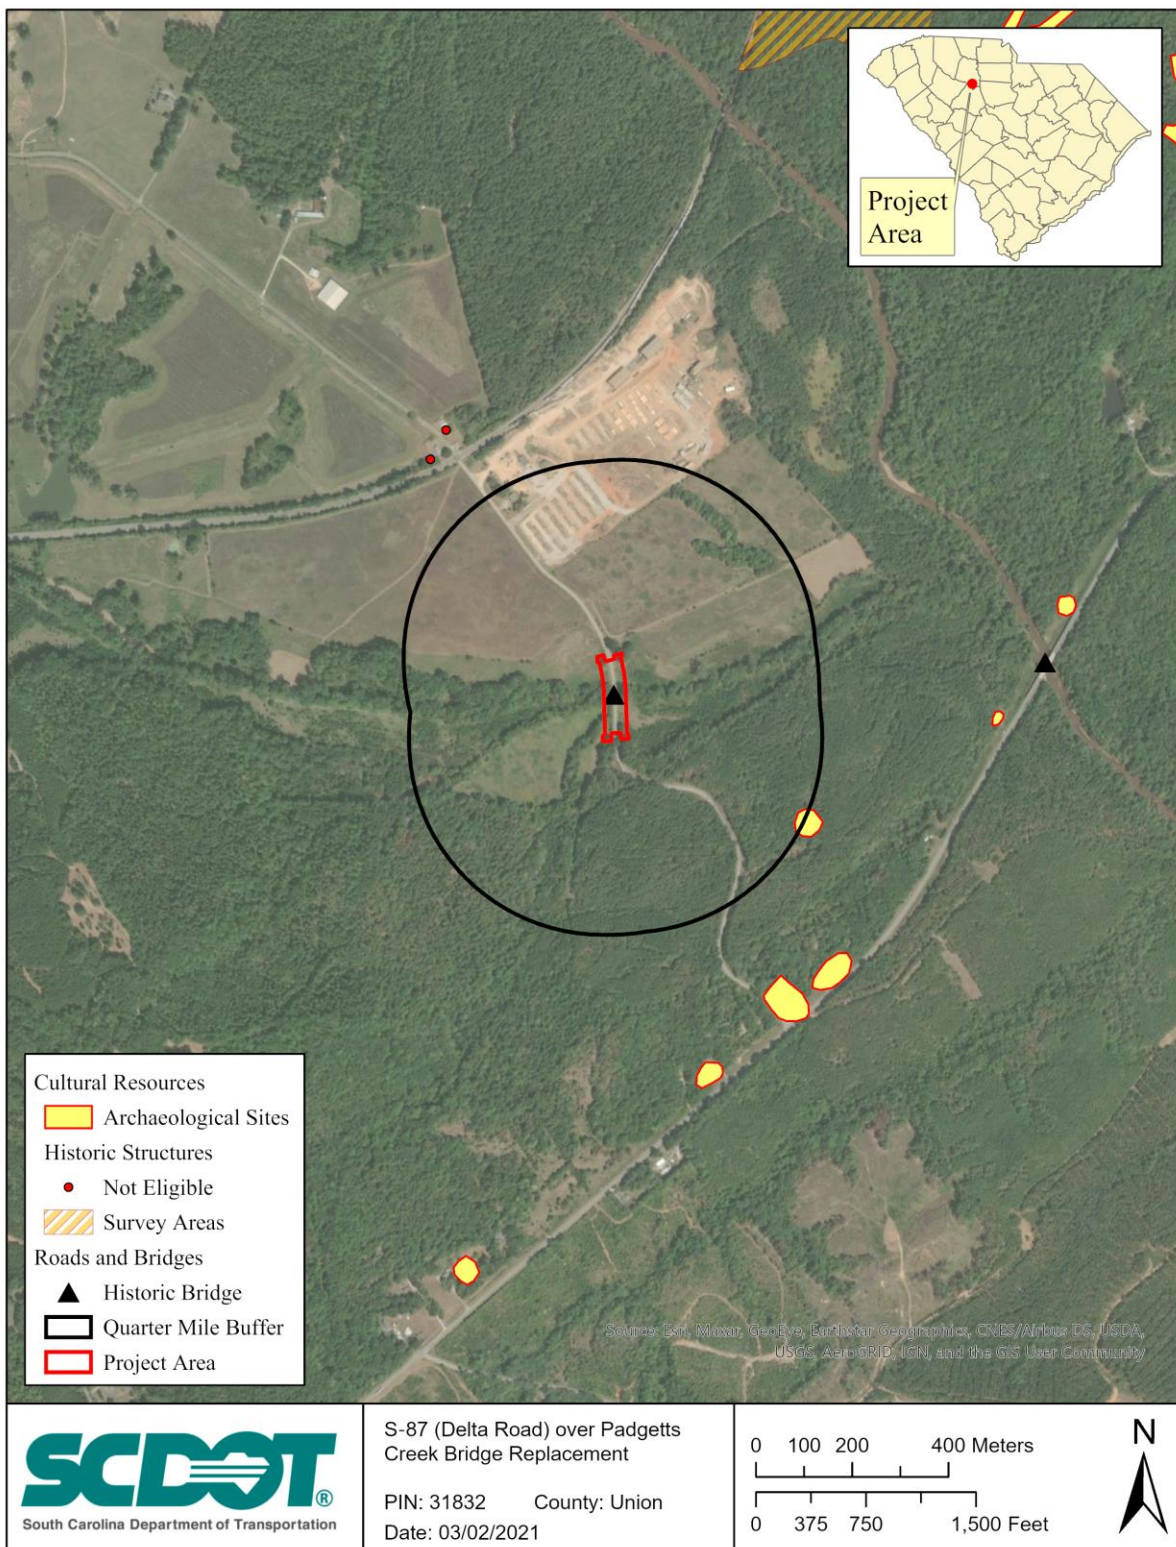 Project
Area
Cultural Resources
Archaeological Sites
Historic Structures
Not Eligible
Survey Areas
Roads and Bridges
Historic Bridge
Quarter Mile Buffer
Project Area
Source: Esri, Maxar, GeoEye, Earthstar Geographics, CNES/Airbus DS, USDA,
USGS, AeroGRID, IGN, and the GIS User Community
SCDOT®
South Carolina Department of Transportation
S-87 (Delta Road) over Padgetts
Creek Bridge Replacement
PIN: 31832 County: Union
Date: 03/02/2021
0 100 200 400 Meters
0 375 750 1,500 Feet
N